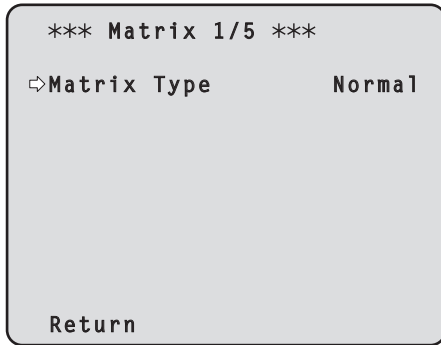 *** Matrix 1/5 ***
⇨Matrix Type Normal
Return